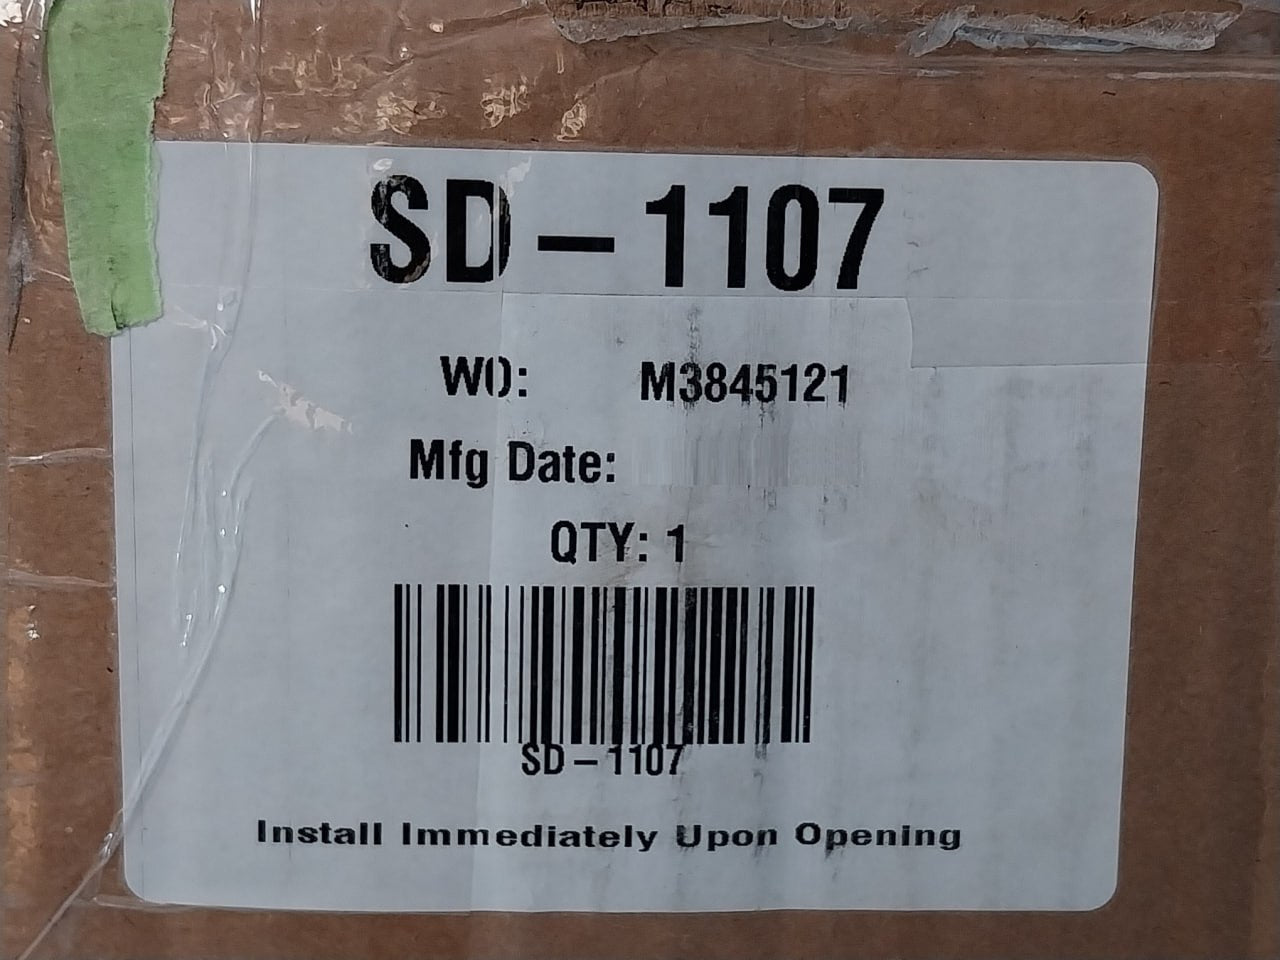 SD-1107
WO: M3845121
Mfg Date:
QTY: 1
SD-1107
Install Immediately Upon Opening